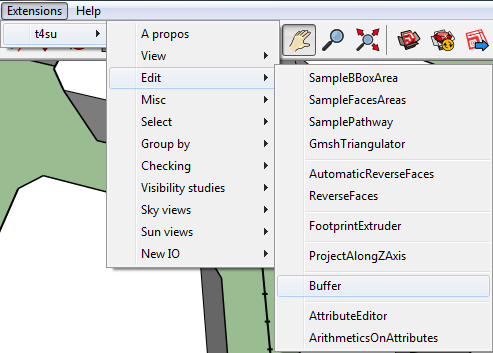 Extensions Help
t4su
A propos
View
Edit
Misc
Select
Group by
Checking
Visibility studies
Sky views
Sun views
New IO
SampleBBoxArea
SampleFacesAreas
SamplePathway
GmshTriangulator
AutomaticReverseFaces
ReverseFaces
FootprintExtruder
ProjectAlongZAxis
Buffer
AttributeEditor
ArithmeticsOnAttributes